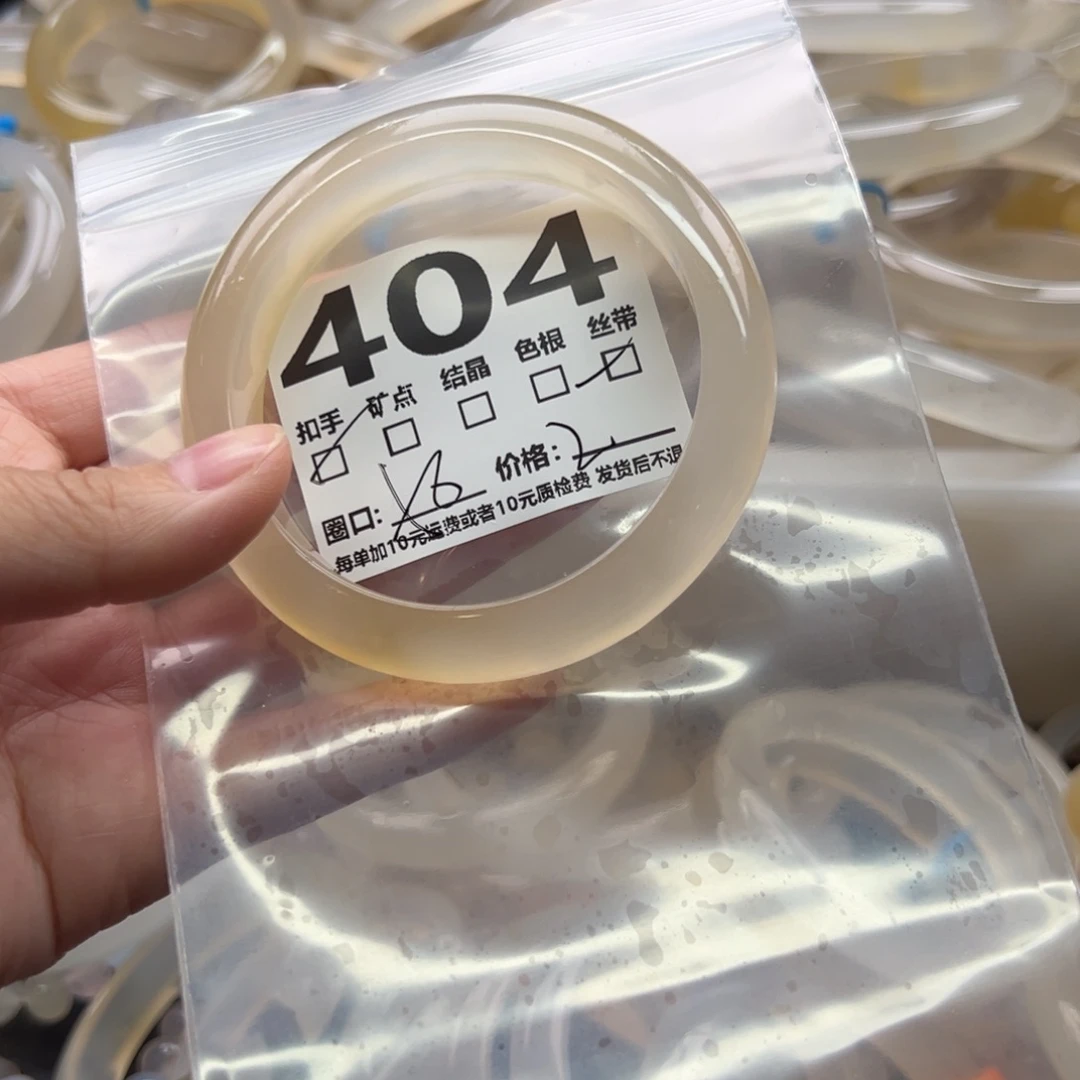 404
扣手 矿点 结晶 色根 丝带
圈口: 价格:
每单加10元运费或者10元质检费 发货后不退